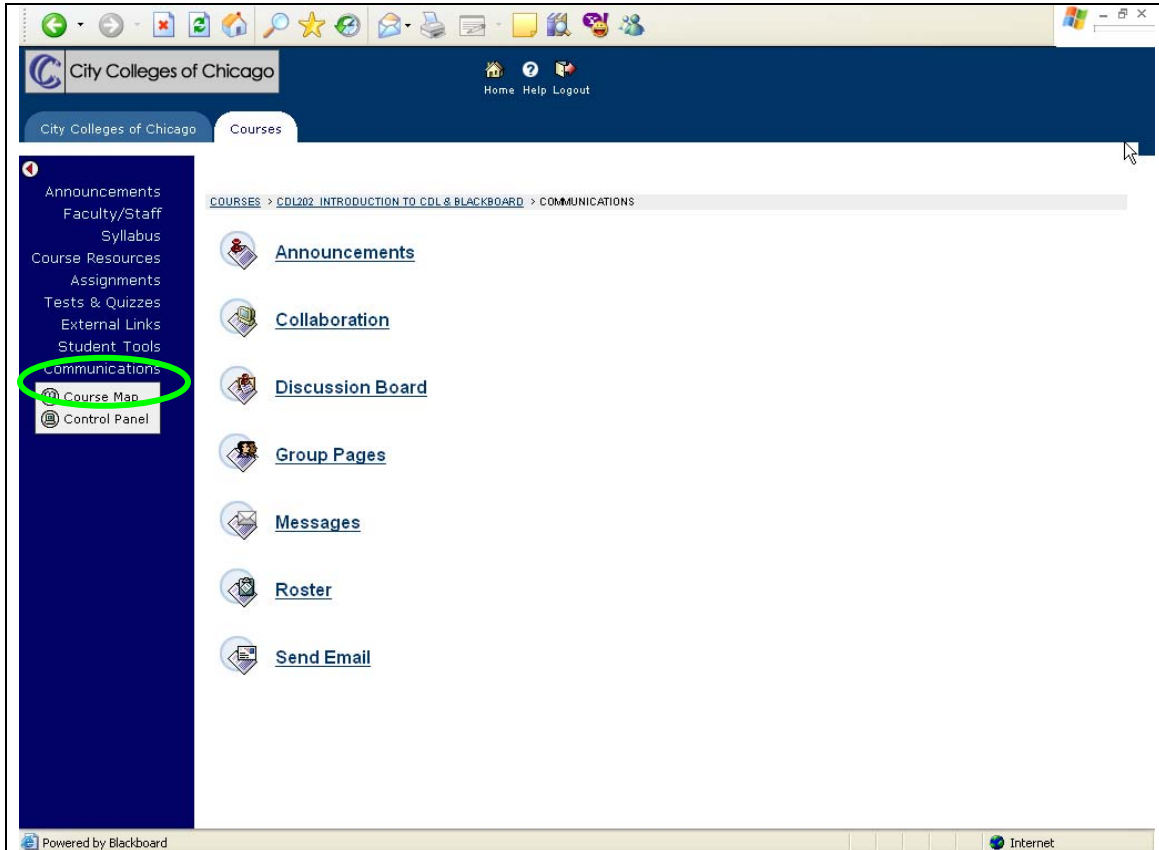 City Colleges of Chicago
Home Help Logout
City Colleges of Chicago Courses
Announcements
Faculty/Staff
Syllabus
Course Resources
Assignments
Tests & Quizzes
External Links
Student Tools
Communications
Course Map
Control Panel
COURSES > CDL202 INTRODUCTION TO CDL & BLACKBOARD > COMMUNICATIONS
Announcements
Collaboration
Discussion Board
Group Pages
Messages
Roster
Send Email
Powered by Blackboard Internet